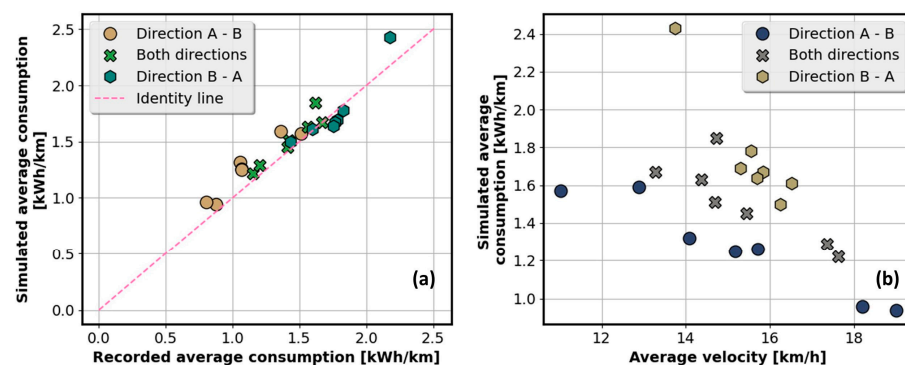 Simulated average consumption
[kWh/km]
2.5
2.0
1.5
1.0
0.5
0.0
Direction A - B
Both directions
Direction B - A
Identity line
(a)
0.0 0.5 1.0 1.5 2.0 2.5
Recorded average consumption [kWh/km]
Simulated average
consumption [kWh/km]
2.4
2.2
2.0
1.8
1.6
1.4
1.2
1.0
Direction A - B
Both directions
Direction B - A
(b)
12 14 16 18
Average velocity [km/h]